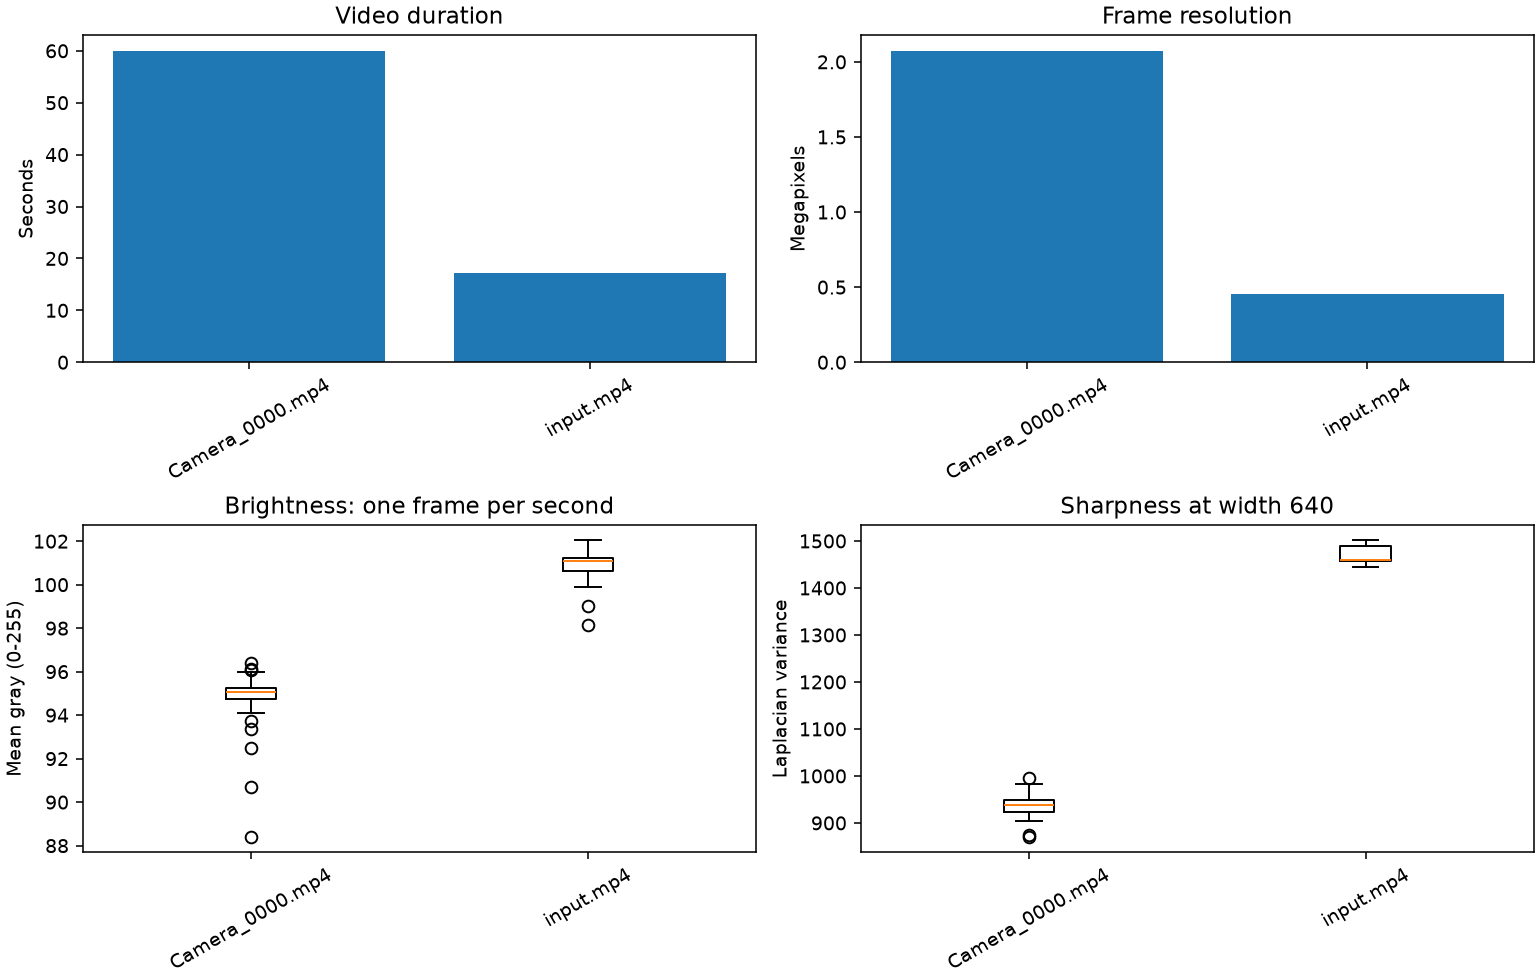 Video duration
Seconds
60
50
40
30
20
10
0
Camera_0000.mp4
input.mp4
Frame resolution
Megapixels
2.0
1.5
1.0
0.5
0.0
Camera_0000.mp4
input.mp4
Brightness: one frame per second
Mean gray (0-255)
102
100
98
96
94
92
90
88
Camera_0000.mp4
input.mp4
Sharpness at width 640
Laplacian variance
1500
1400
1300
1200
1100
1000
900
Camera_0000.mp4
input.mp4